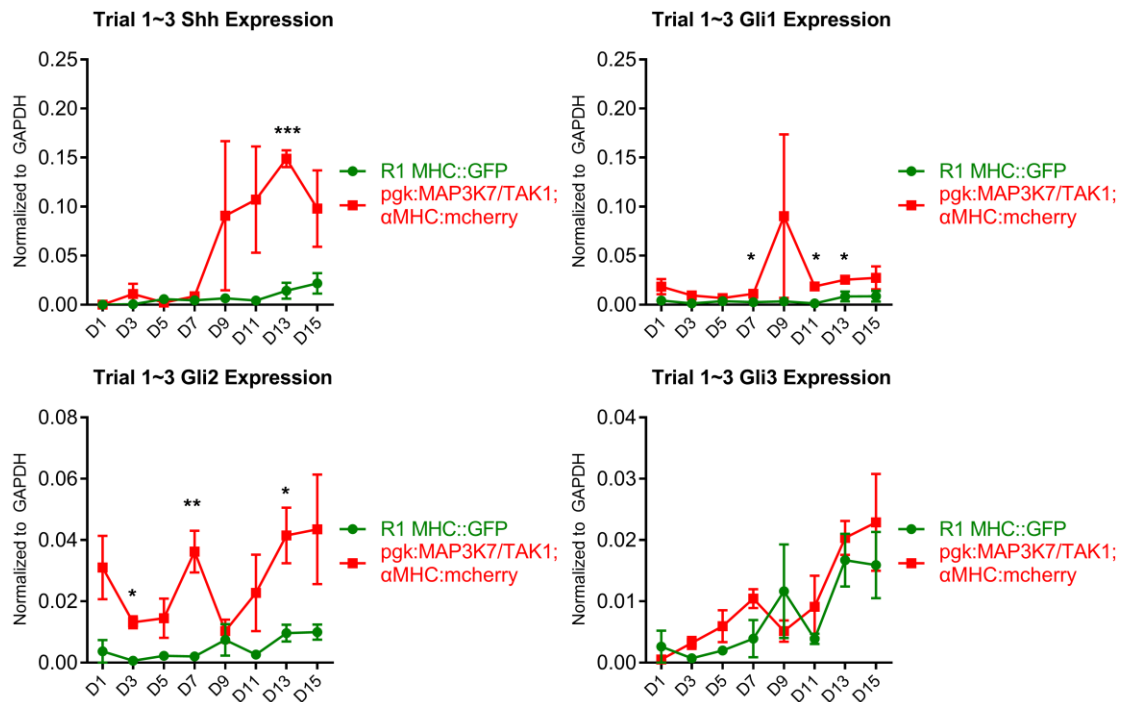 Trial 1~3 Shh Expression
Normalized to GAPDH
0.25
0.20
0.15
0.10
0.05
0.00
***
D1 D3 D5 D7 D9 D11 D13 D15
R1 MHC::GFP
pgk:MAP3K7/TAK1;
αMHC:mcherry
Trial 1~3 Gli1 Expression
Normalized to GAPDH
0.25
0.20
0.15
0.10
0.05
0.00
* * *
D1 D3 D5 D7 D9 D11 D13 D15
R1 MHC::GFP
pgk:MAP3K7/TAK1;
αMHC:mcherry
Trial 1~3 Gli2 Expression
Normalized to GAPDH
0.08
0.06
0.04
0.02
0.00
* ** *
D1 D3 D5 D7 D9 D11 D13 D15
R1 MHC::GFP
pgk:MAP3K7/TAK1;
αMHC:mcherry
Trial 1~3 Gli3 Expression
Normalized to GAPDH
0.04
0.03
0.02
0.01
0.00
D1 D3 D5 D7 D9 D11 D13 D15
R1 MHC::GFP
pgk:MAP3K7/TAK1;
αMHC:mcherry